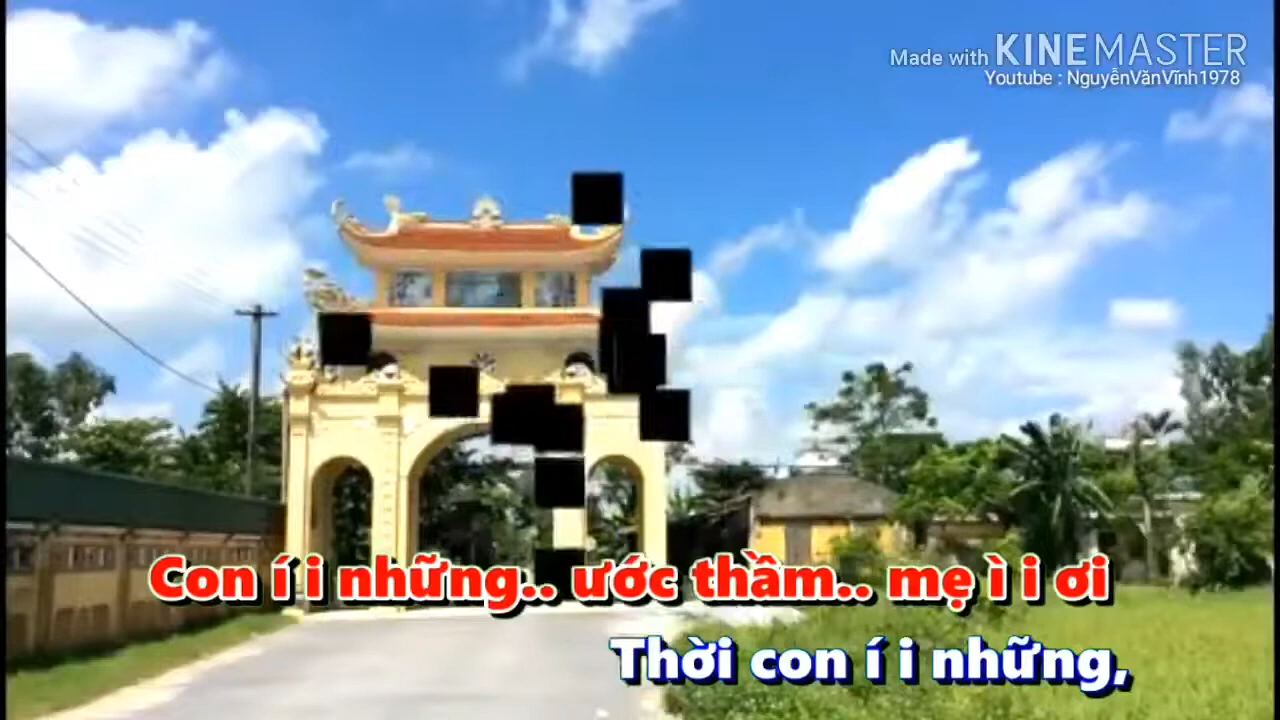 Made with KINEMASTER
Youtube : NguyễnVănVĩnh1978
Con í i những.. ước thầm.. mẹ ì i ơi
Thời con í i những,